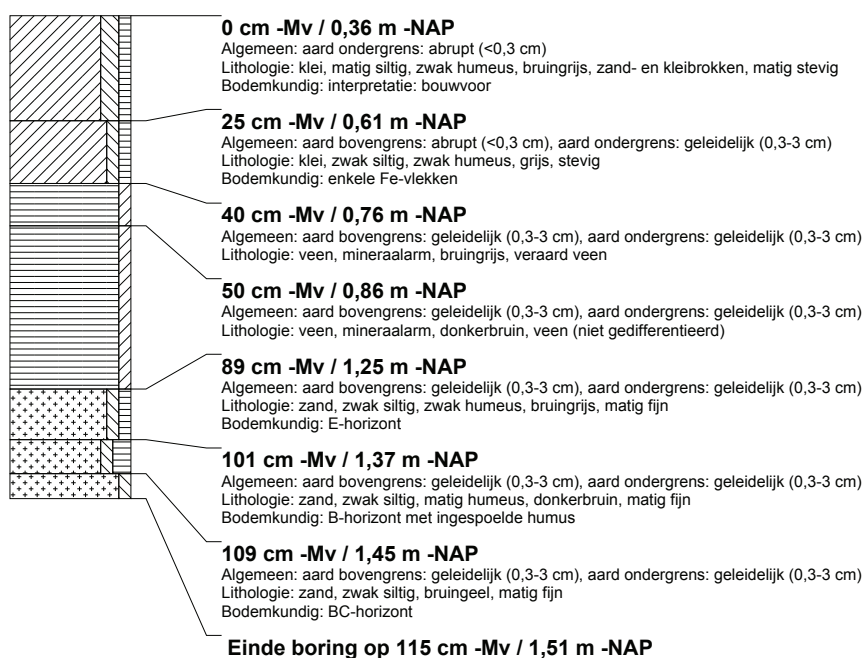 0 cm -Mv / 0,36 m -NAP
Algemeen: aard ondergrens: abrupt (<0,3 cm)
Lithologie: klei, matig siltig, zwak humeus, bruingrijs, zand- en kleibrokken, matig stevig
Bodemkundig: interpretatie: bouwvoor
25 cm -Mv / 0,61 m -NAP
Algemeen: aard bovengrens: abrupt (<0,3 cm), aard ondergrens: geleidelijk (0,3-3 cm)
Lithologie: klei, zwak siltig, zwak humeus, grijs, stevig
Bodemkundig: enkele Fe-vlekken
40 cm -Mv / 0,76 m -NAP
Algemeen: aard bovengrens: geleidelijk (0,3-3 cm), aard ondergrens: geleidelijk (0,3-3 cm)
Lithologie: veen, mineraalarm, bruingrijs, veraard veen
50 cm -Mv / 0,86 m -NAP
Algemeen: aard bovengrens: geleidelijk (0,3-3 cm), aard ondergrens: geleidelijk (0,3-3 cm)
Lithologie: veen, mineraalarm, donkerbruin, veen (niet gedifferentieerd)
89 cm -Mv / 1,25 m -NAP
Algemeen: aard bovengrens: geleidelijk (0,3-3 cm), aard ondergrens: geleidelijk (0,3-3 cm)
Lithologie: zand, zwak siltig, zwak humeus, bruingrijs, matig fijn
Bodemkundig: E-horizont
101 cm -Mv / 1,37 m -NAP
Algemeen: aard bovengrens: geleidelijk (0,3-3 cm), aard ondergrens: geleidelijk (0,3-3 cm)
Lithologie: zand, zwak siltig, matig humeus, donkerbruin, matig fijn
Bodemkundig: B-horizont met ingespoelde humus
109 cm -Mv / 1,45 m -NAP
Algemeen: aard bovengrens: geleidelijk (0,3-3 cm), aard ondergrens: geleidelijk (0,3-3 cm)
Lithologie: zand, zwak siltig, bruingeel, matig fijn
Bodemkundig: BC-horizont
Einde boring op 115 cm -Mv / 1,51 m -NAP